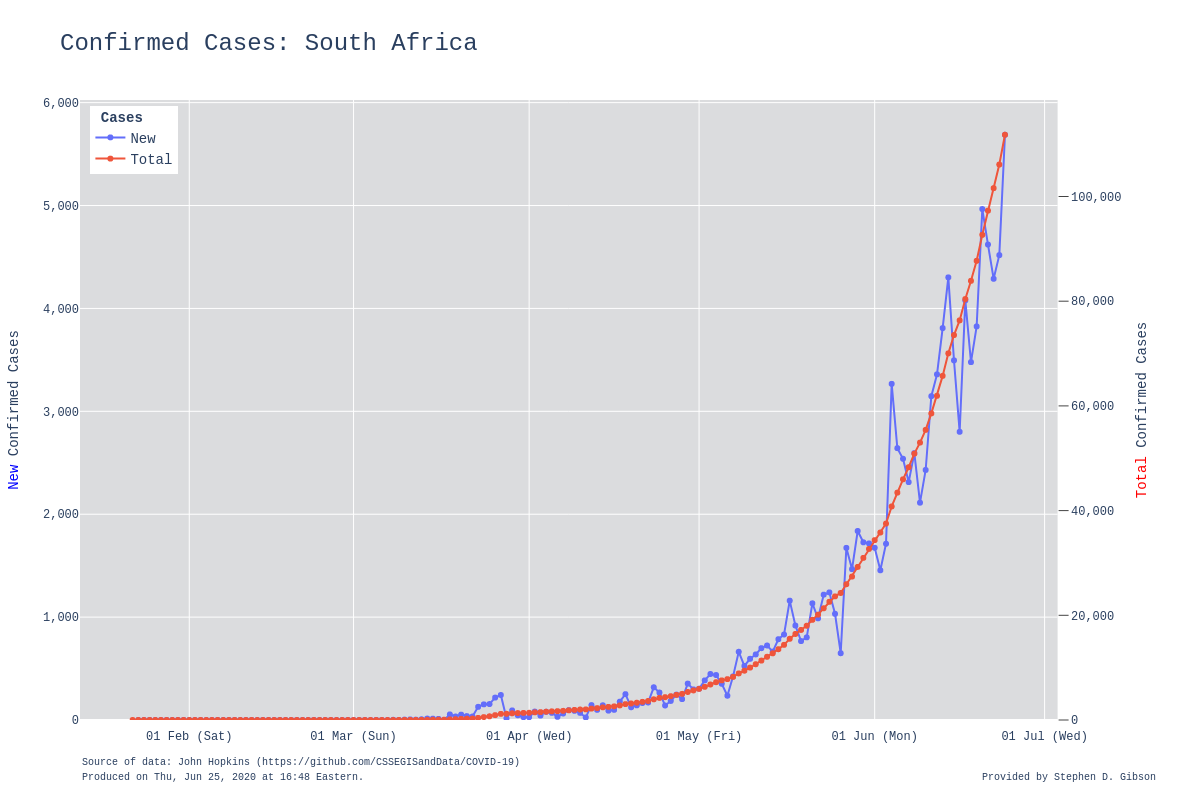 Confirmed Cases: South Africa
Cases
New
Total
6,000
5,000
4,000
3,000
2,000
1,000
0
New Confirmed Cases
100,000
80,000
60,000
40,000
20,000
0
Total Confirmed Cases
01 Feb (Sat) 01 Mar (Sun) 01 Apr (Wed) 01 May (Fri) 01 Jun (Mon) 01 Jul (Wed)
Source of data: John Hopkins (https://github.com/CSSEGISandData/COVID-19)
Produced on Thu, Jun 25, 2020 at 16:48 Eastern.
Provided by Stephen D. Gibson